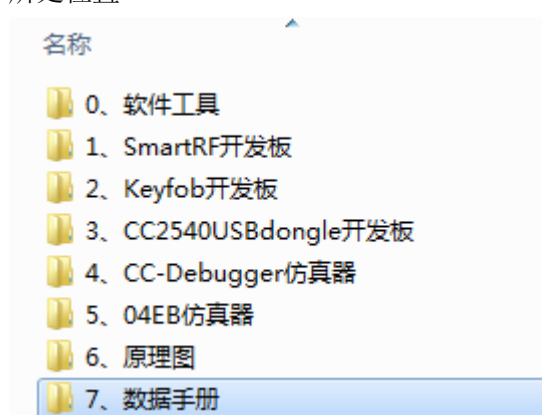 名称
0、软件工具
1、SmartRF开发板
2、Keyfob开发板
3、CC2540USBdongle开发板
4、CC-Debugger仿真器
5、04EB仿真器
6、原理图
7、数据手册